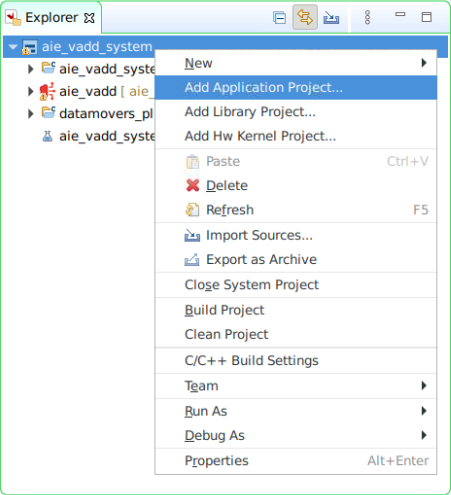 Explorer
aie_vadd_system
aie_vadd_syste
aie_vadd [ aie_
datamovers_pl
aie_vadd_syste
New
Add Application Project...
Add Library Project...
Add Hw Kernel Project...
Paste Ctrl+V
Delete
Refresh F5
Import Sources...
Export as Archive
Close System Project
Build Project
Clean Project
C/C++ Build Settings
Team
Run As
Debug As
Properties Alt+Enter